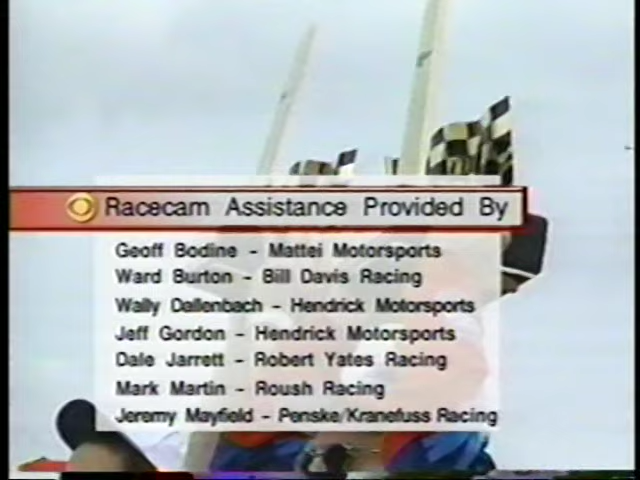 Racecam Assistance Provided By
Geoff Bodine - Mattei Motorsports
Ward Burton - Bill Davis Racing
Wally Dallenbach - Hendrick Motorsports
Jeff Gordon - Hendrick Motorsports
Dale Jarrett - Robert Yates Racing
Mark Martin - Roush Racing
Jeremy Mayfield - Penske/Kranefuss Racing